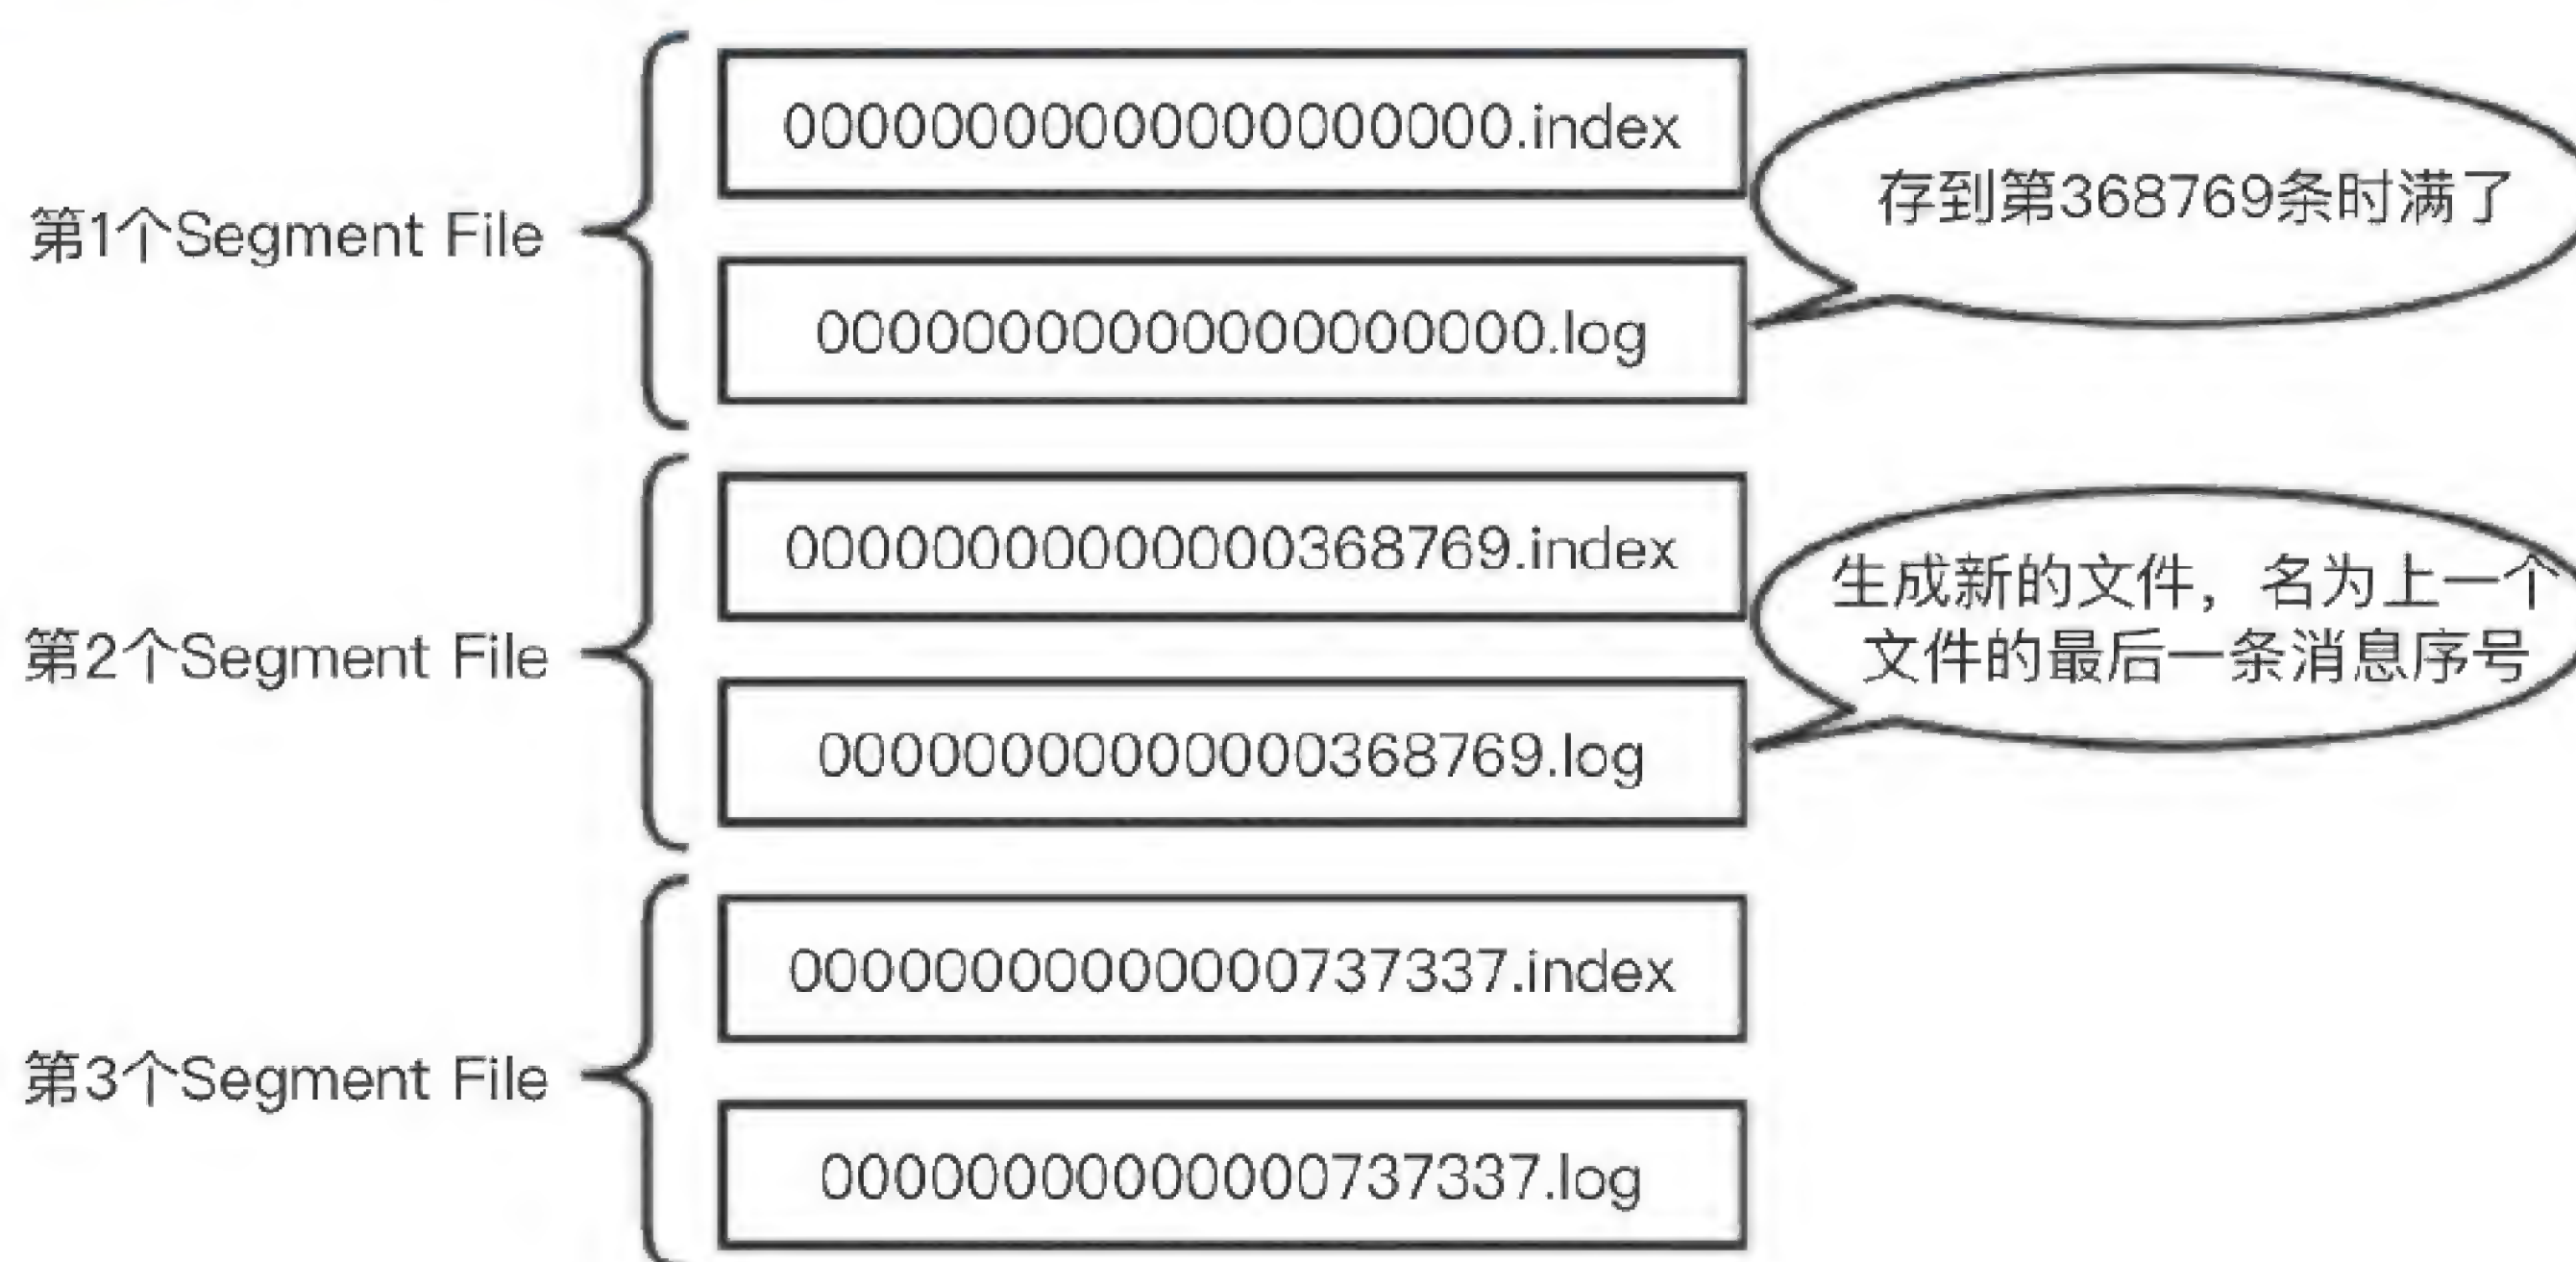 00000000000000000000.index
存到第368769条时满了
第1个Segment File
00000000000000000000.log
00000000000000368769.index
生成新的文件，名为上一个
文件的最后一条消息序号
第2个Segment File
00000000000000368769.log
00000000000000737337.index
第3个Segment File
00000000000000737337.log